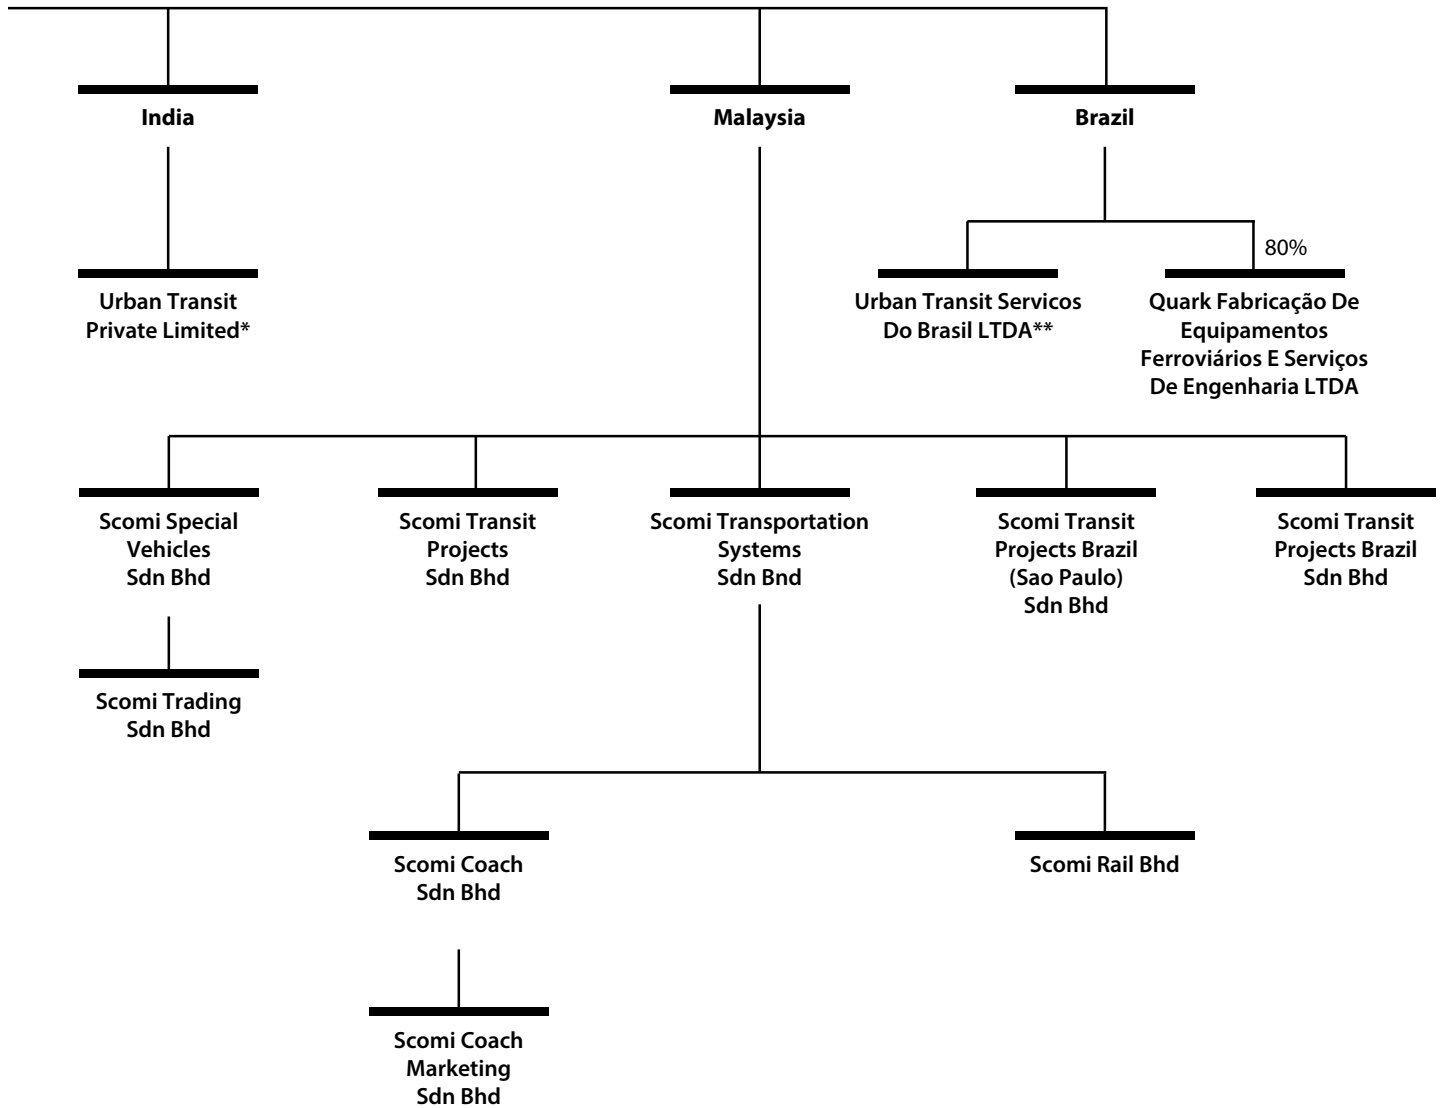 India
Malaysia
Brazil
80%
Urban Transit
Private Limited*
Urban Transit Servicos
Do Brasil LTDA**
Quark Fabricação De
Equipamentos
Ferroviários E Serviços
De Engenharia LTDA
Scomi Special
Vehicles
Sdn Bhd
Scomi Transit
Projects
Sdn Bhd
Scomi Transportation
Systems
Sdn Bnd
Scomi Transit
Projects Brazil
(Sao Paulo)
Sdn Bhd
Scomi Transit
Projects Brazil
Sdn Bhd
Scomi Trading
Sdn Bhd
Scomi Coach
Sdn Bhd
Scomi Rail Bhd
Scomi Coach
Marketing
Sdn Bhd